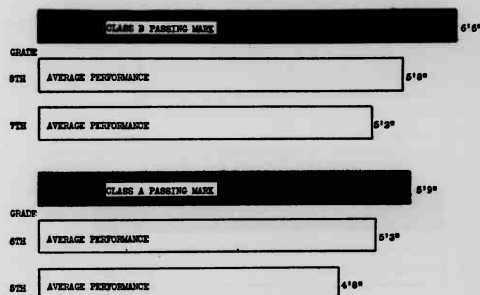 CLASS B PASSING MARK 6'6"
GRADE
8TH AVERAGE PERFORMANCE 5'8"
7TH AVERAGE PERFORMANCE 5'2"
CLASS A PASSING MARK 5'9"
GRADE
6TH AVERAGE PERFORMANCE 5'3"
5TH AVERAGE PERFORMANCE 4'8"